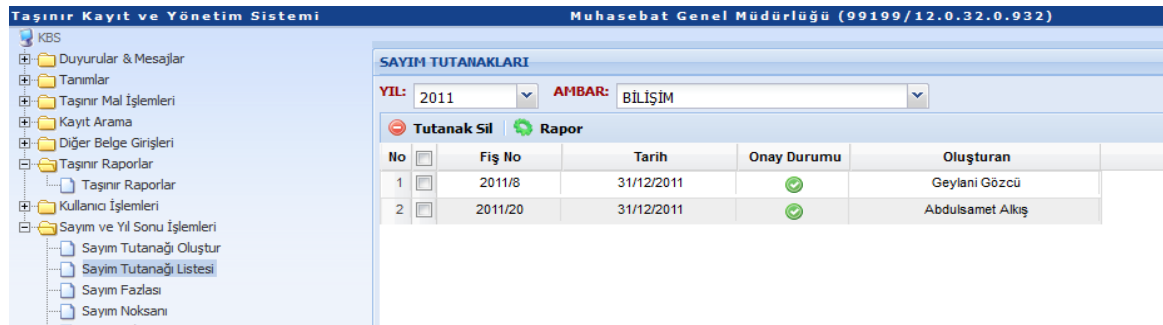 Taşınır Kayıt ve Yönetim Sistemi Muhasebat Genel Müdürlüğü (99199/12.0.32.0.932)
KBS
Duyurular & Mesajlar
Tanımlar
Taşınır Mal İşlemleri
Kayıt Arama
Diğer Belge Girişleri
Taşınır Raporlar
Taşınır Raporlar
Kullanıcı İşlemleri
Sayım ve Yıl Sonu İşlemleri
Sayım Tutanağı Oluştur
Sayim Tutanağı Listesi
Sayım Fazlası
Sayım Noksanı
SAYIM TUTANAKLARI
YIL: 2011 AMBAR: BİLİŞİM
Tutanak Sil Rapor
No Fiş No Tarih Onay Durumu Oluşturan
1 2011/8 31/12/2011 Geylani Gözcü
2 2011/20 31/12/2011 Abdulsamet Alkış